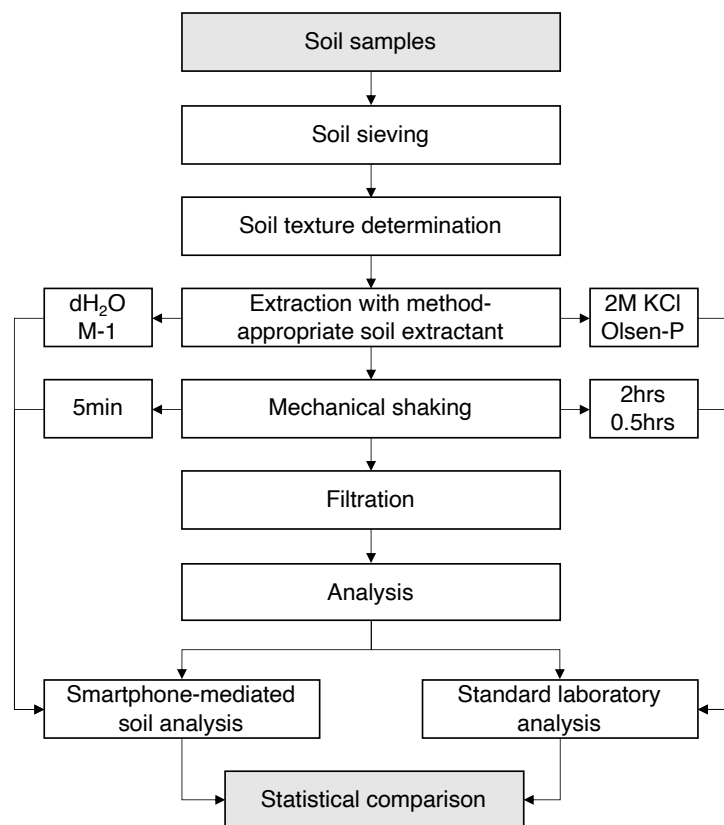 Soil samples
Soil sieving
Soil texture determination
dH₂O
M-1
Extraction with method-
appropriate soil extractant
2M KCl
Olsen-P
5min
Mechanical shaking
2hrs
0.5hrs
Filtration
Analysis
Smartphone-mediated
soil analysis
Standard laboratory
analysis
Statistical comparison